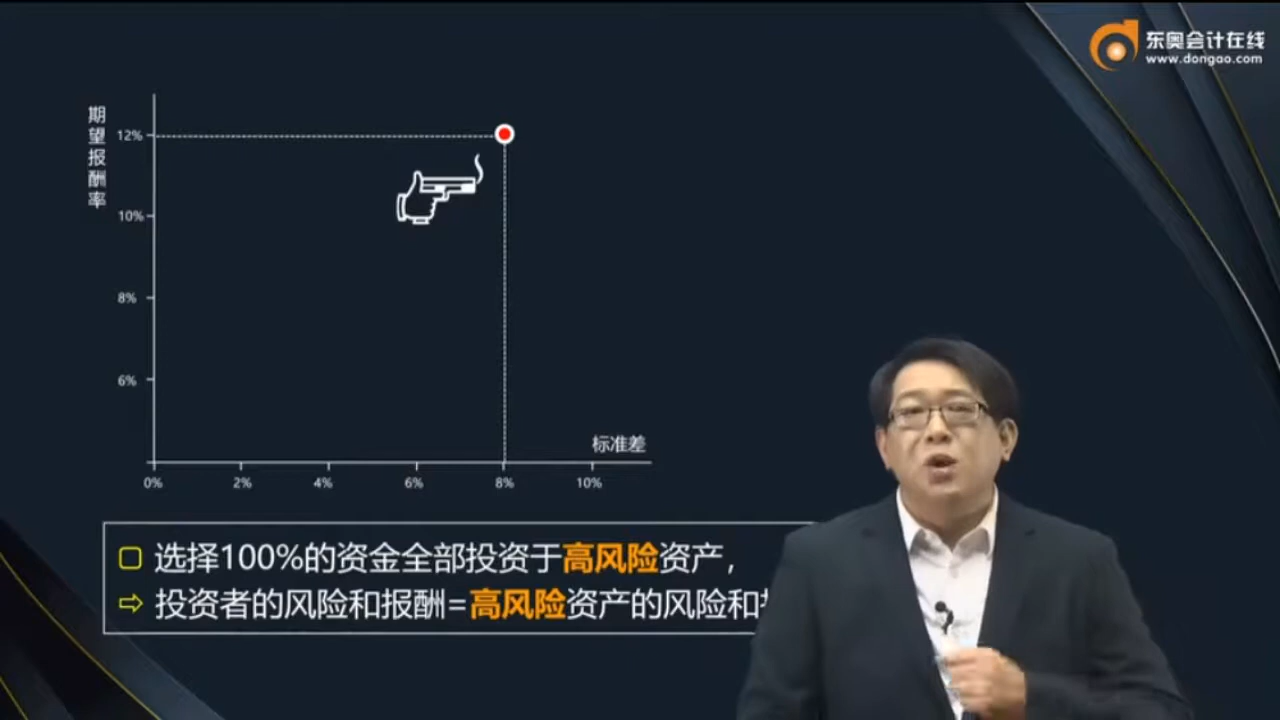 东奥会计在线
www.dongao.com
期望报酬率
12%
10%
8%
6%
标准差
0%
2%
4%
6%
8%
10%
选择100%的资金全部投资于高风险资产，
投资者的风险和报酬=高风险资产的风险和